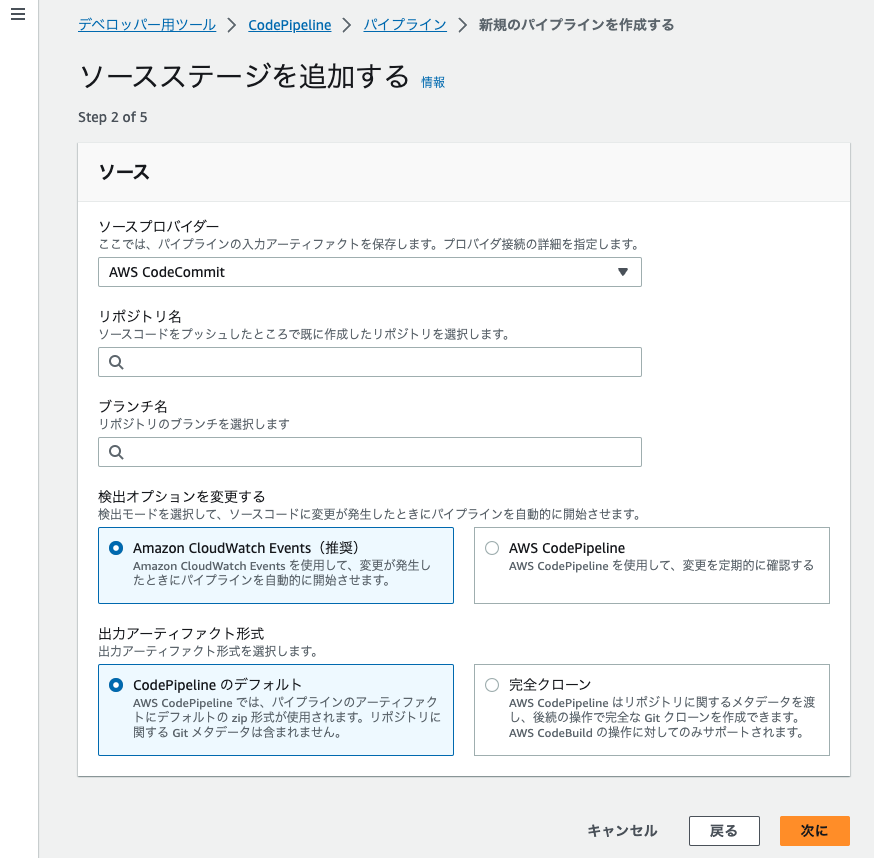 デベロッパー用ツール > CodePipeline > パイプライン > 新規のパイプラインを作成する
ソースステージを追加する 情報
Step 2 of 5
ソース
ソースプロバイダー
ここでは、パイプラインの入力アーティファクトを保存します。プロバイダ接続の詳細を指定します。
AWS CodeCommit
リポジトリ名
ソースコードをプッシュしたところで既に作成したリポジトリを選択します。
ブランチ名
リポジトリのブランチを選択します
検出オプションを変更する
検出モードを選択して、ソースコードに変更が発生したときにパイプラインを自動的に開始させます。
Amazon CloudWatch Events（推奨）
Amazon CloudWatch Events を使用して、変更が発生し
たときにパイプラインを自動的に開始させます。
AWS CodePipeline
AWS CodePipeline を使用して、変更を定期的に確認する
出力アーティファクト形式
出力アーティファクト形式を選択します。
CodePipeline のデフォルト
AWS CodePipeline では、パイプラインのアーティファク
トにデフォルトの zip 形式が使用されます。リポジトリに
関する Git メタデータは含まれません。
完全クローン
AWS CodePipeline はリポジトリに関するメタデータを渡
し、後続の操作で完全な Git クローンを作成できます。
AWS CodeBuild の操作に対してのみサポートされます。
キャンセル 戻る 次に